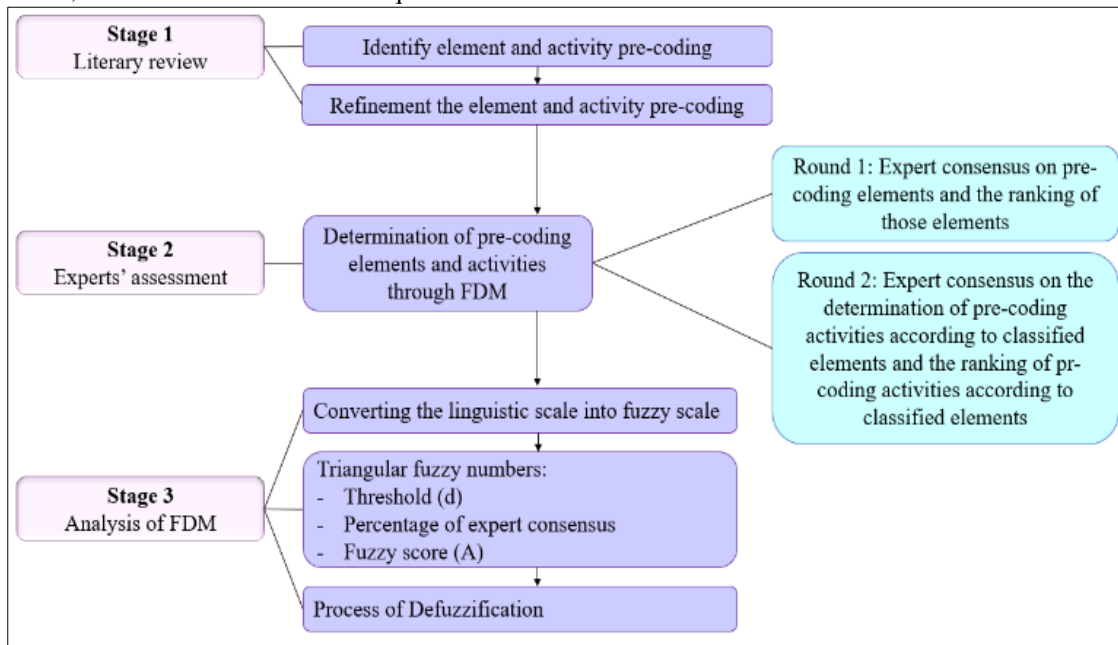 Stage 1
Literary review
Identify element and activity pre-coding
Refinement the element and activity pre-coding
Stage 2
Experts' assessment
Determination of pre-coding
elements and activities
through FDM
Round 1: Expert consensus on pre-
coding elements and the ranking of
those elements
Round 2: Expert consensus on the
determination of pre-coding
activities according to classified
elements and the ranking of pr-
coding activities according to
classified elements
Stage 3
Analysis of FDM
Converting the linguistic scale into fuzzy scale
Triangular fuzzy numbers:
- Threshold (d)
- Percentage of expert consensus
- Fuzzy score (A)
Process of Defuzzification